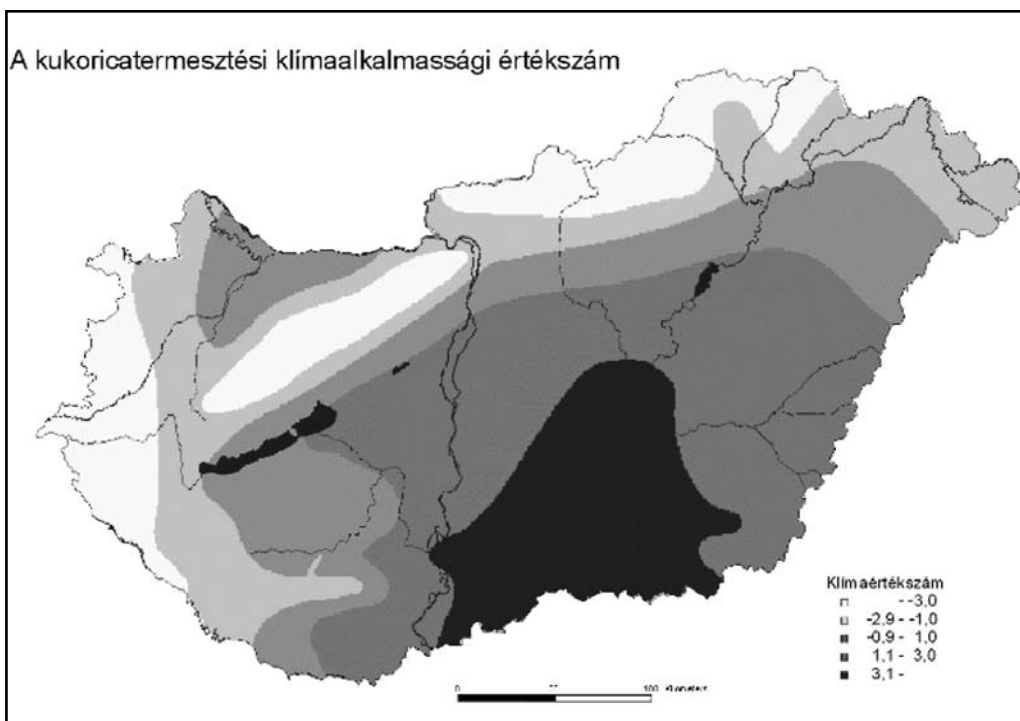 A kukoricatermesztési klímaalkalmassági értékszám
Klímaértékszám
- -3,0
-2,9 - -1,0
-0,9 - 1,0
1,1 - 3,0
3,1 -
0 100